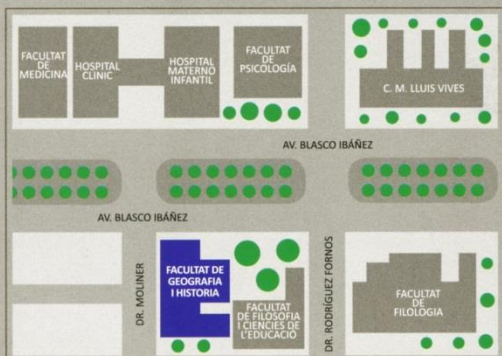 FACULTAT
DE
MEDICINA
HOSPITAL
CLINIC
HOSPITAL
MATERNO
INFANTIL
FACULTAT
DE
PSICOLOGÍA
C. M. LLUIS VIVES
AV. BLASCO IBÁÑEZ
AV. BLASCO IBÁÑEZ
DR. MOLINER
FACULTAT DE
GEOGRAFIA
I HISTORIA
FACULTAT
DE FILOSOFIA
I CIENCIES DE
L'EDUCACIÓ
DR. RODRÍGUEZ FORNOS
FACULTAT
DE
FILOLOGIA